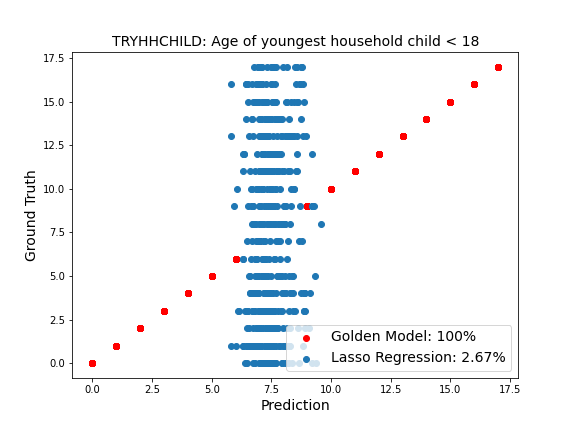 TRYHHCHILD: Age of youngest household child < 18
17.5
15.0
12.5
10.0
7.5
5.0
2.5
0.0
Ground Truth
Golden Model: 100%
Lasso Regression: 2.67%
0.0 2.5 5.0 7.5 10.0 12.5 15.0 17.5
Prediction